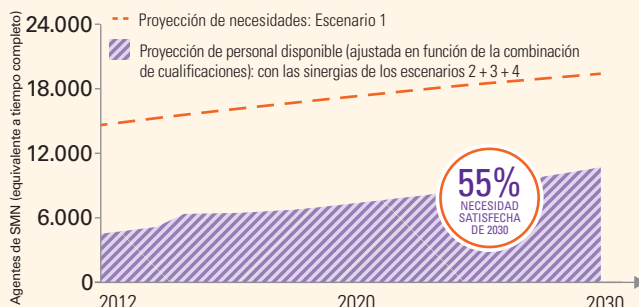 Agentes de SMN (equivalente a tiempo completo)
24.000
18.000
12.000
6.000
0
Proyección de necesidades: Escenario 1
Proyección de personal disponible (ajustada en función de la combinación
de cualificaciones): con las sinergias de los escenarios 2 + 3 + 4
55%
NECESIDAD
SATISFECHA
DE 2030
2012
2020
2030